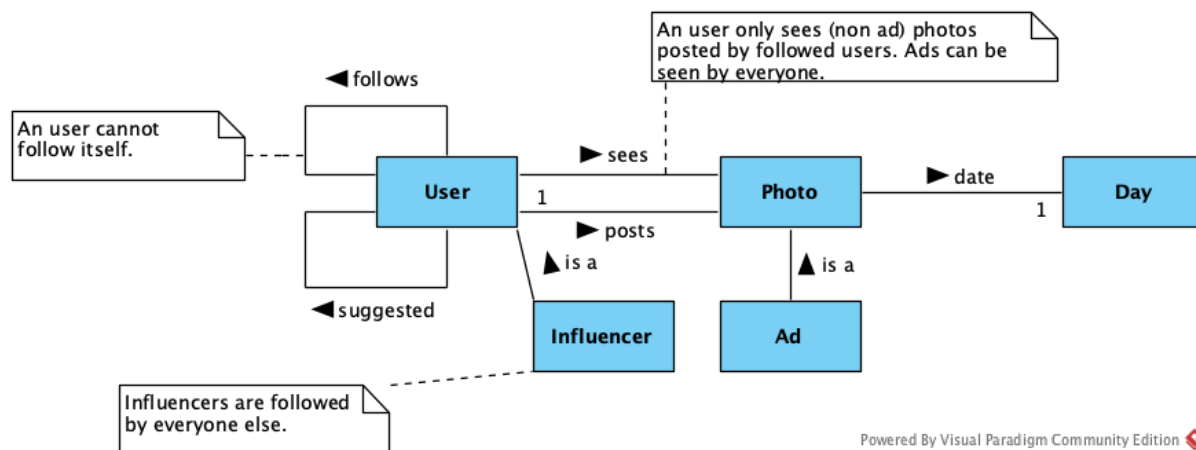 An user only sees (non ad) photos
posted by followed users. Ads can be
seen by everyone.
follows
An user cannot
follow itself.
sees
date
User
1
Photo
1
Day
posts
is a
is a
suggested
Influencer
Ad
Influencers are followed
by everyone else.
Powered By Visual Paradigm Community Edition